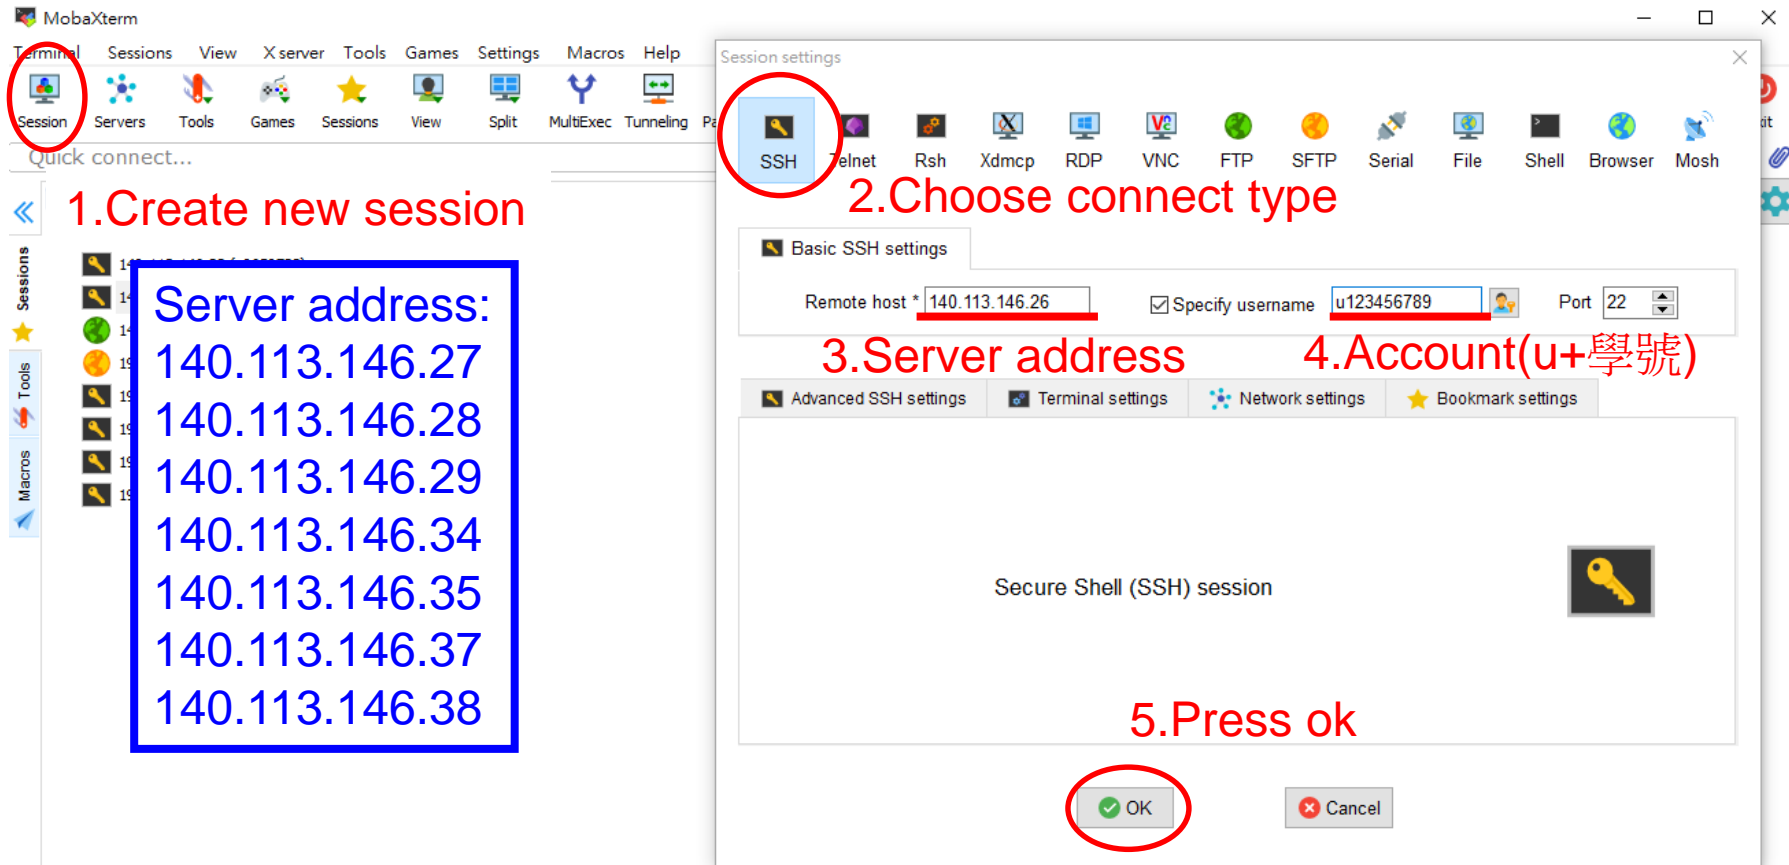 MobaXterm
Terminal Sessions View X server Tools Games Settings Macros Help
Session Servers Tools Games Sessions View Split MultiExec Tunneling
Quick connect...
1.Create new session
Sessions
Tools
Macros
Server address:
140.113.146.27
140.113.146.28
140.113.146.29
140.113.146.34
140.113.146.35
140.113.146.37
140.113.146.38
Session settings
SSH Telnet Rsh Xdmcp RDP VNC FTP SFTP Serial File Shell Browser Mosh
2.Choose connect type
Basic SSH settings
Remote host * 140.113.146.26 Specify username u123456789 Port 22
3.Server address 4.Account(u+學號)
Advanced SSH settings Terminal settings Network settings Bookmark settings
Secure Shell (SSH) session
5.Press ok
OK Cancel